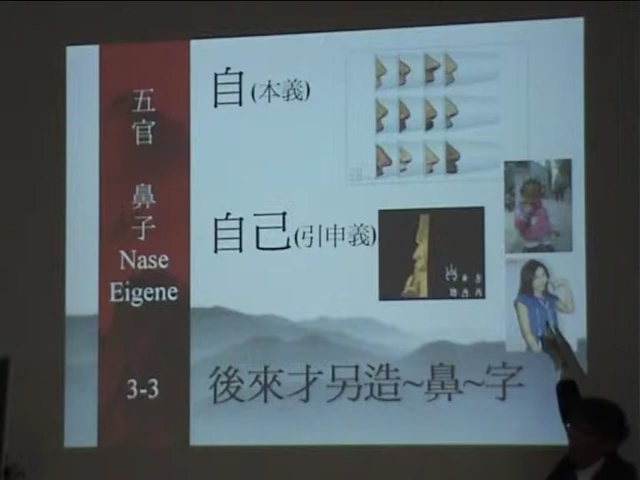 五
官
鼻
子
Nase
Eigene
3-3
自(本義)
自己(引申義)
後來才另造~鼻~字